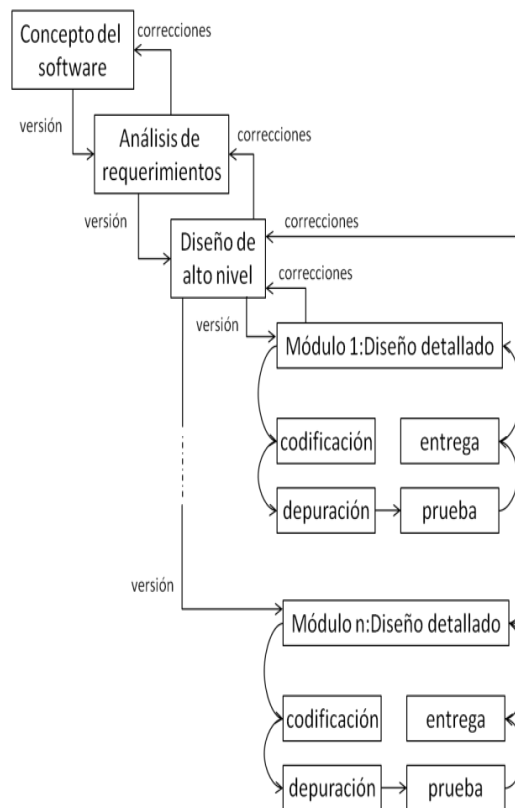 Concepto del
software
correcciones
versión
Análisis de
requerimientos
correcciones
versión
Diseño de
alto nivel
correcciones
correcciones
versión
Módulo 1:Diseño detallado
codificación
entrega
depuración
prueba
versión
Módulo n:Diseño detallado
codificación
entrega
depuración
prueba